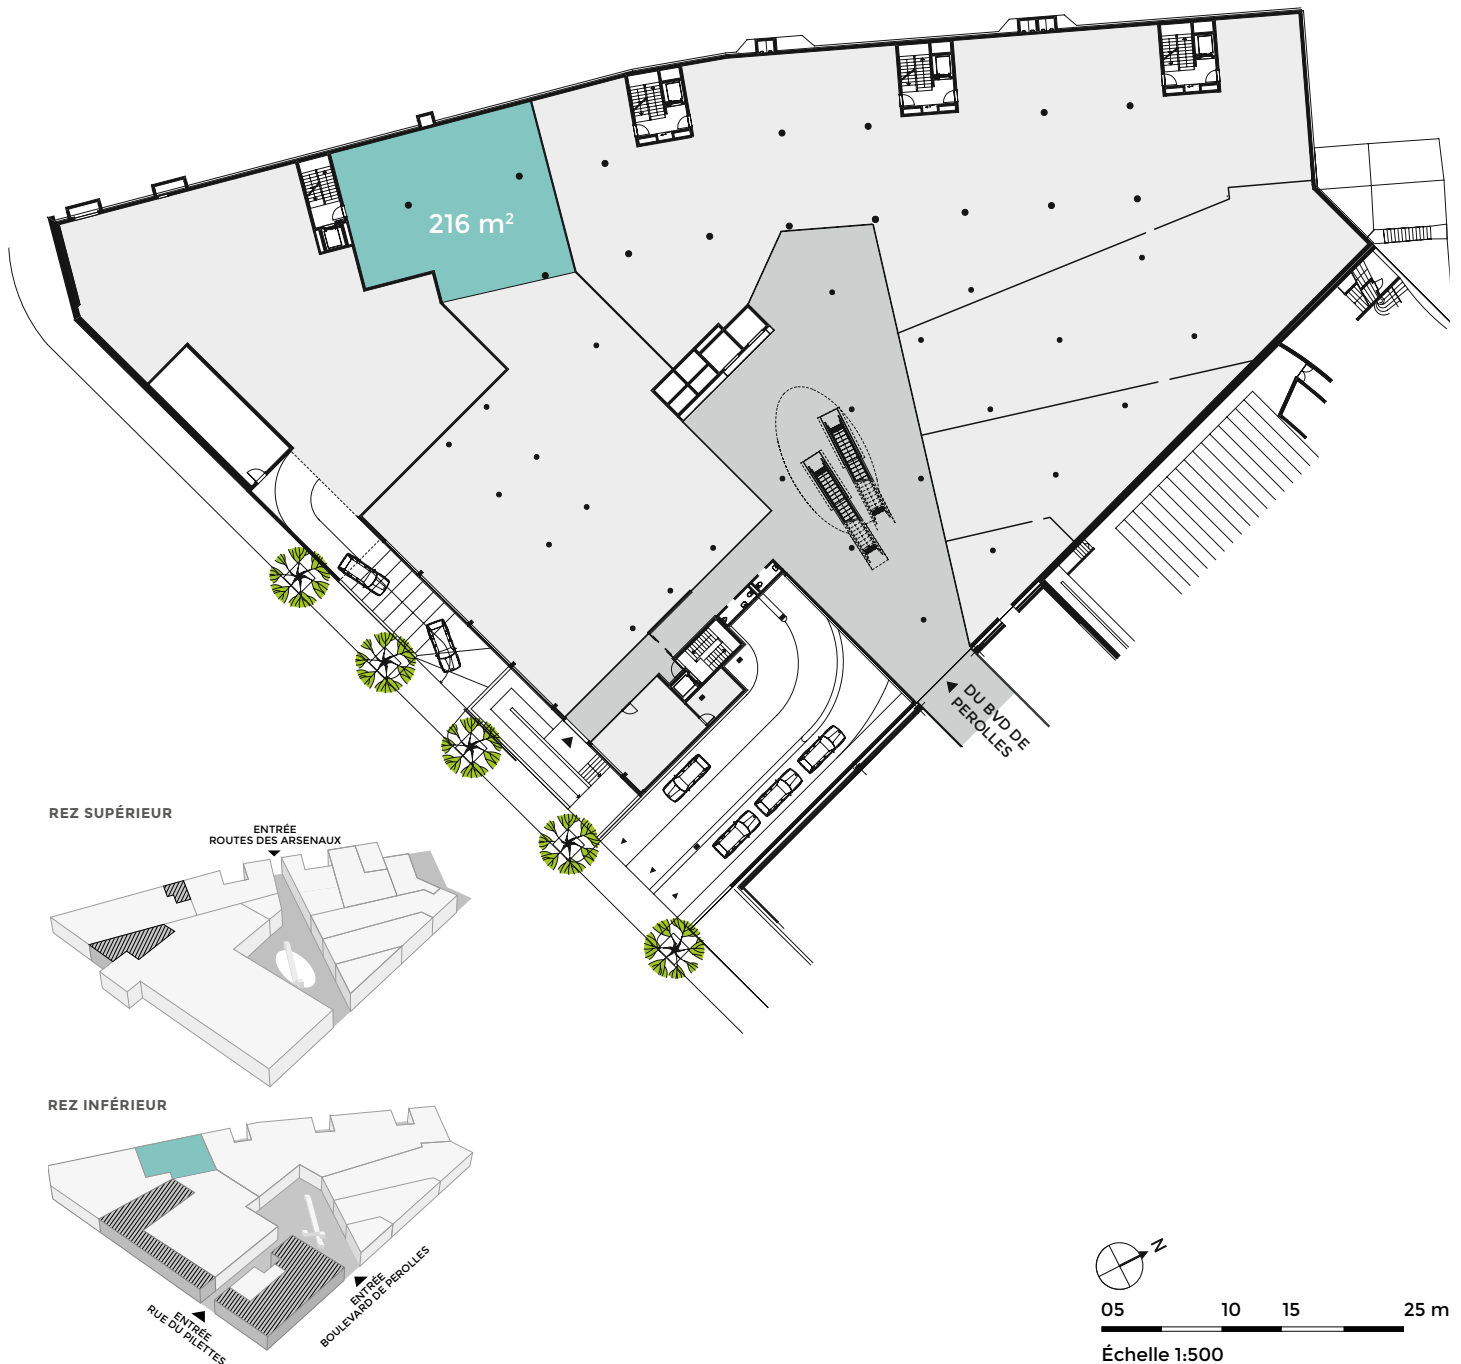 216 m²
DU BVD DE
PEROLLES
REZ SUPÉRIEUR
ENTRÉE
ROUTES DES ARSENAUX
REZ INFÉRIEUR
ENTRÉE
RUE DU PILETTES
ENTRÉE
BOULEVARD DE PEROLLES
N
05 10 15 25 m
Échelle 1:500